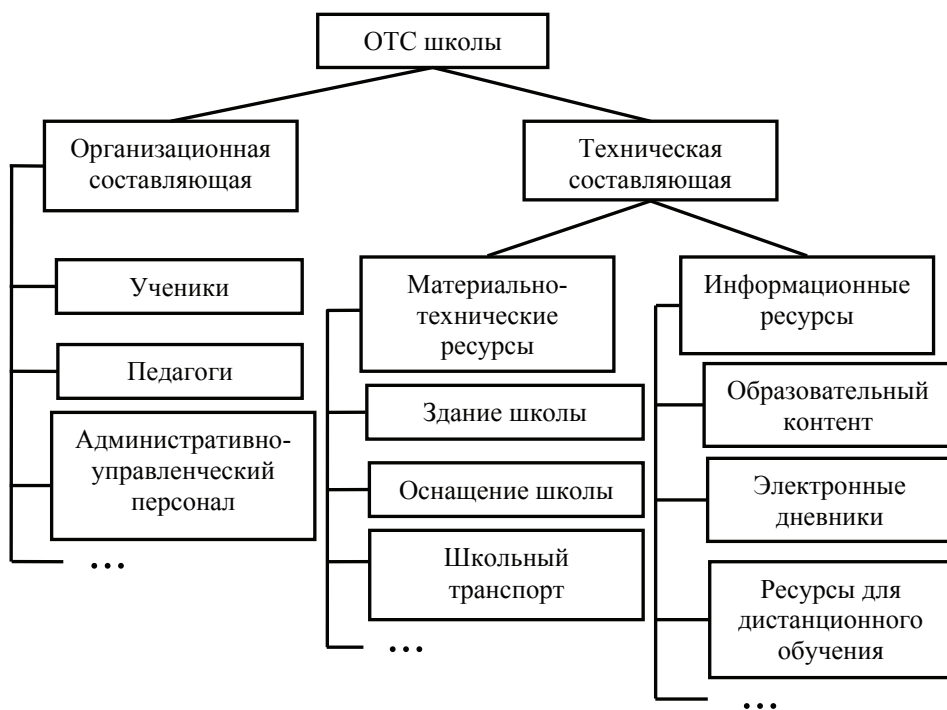 ОТС школы
Организационная
составляющая
Ученики
Педагоги
Административно-
управленческий
персонал
...
Техническая
составляющая
Материально-
технические
ресурсы
Здание школы
Оснащение школы
Школьный
транспорт
...
Информационные
ресурсы
Образовательный
контент
Электронные
дневники
Ресурсы для
дистанционного
обучения
...